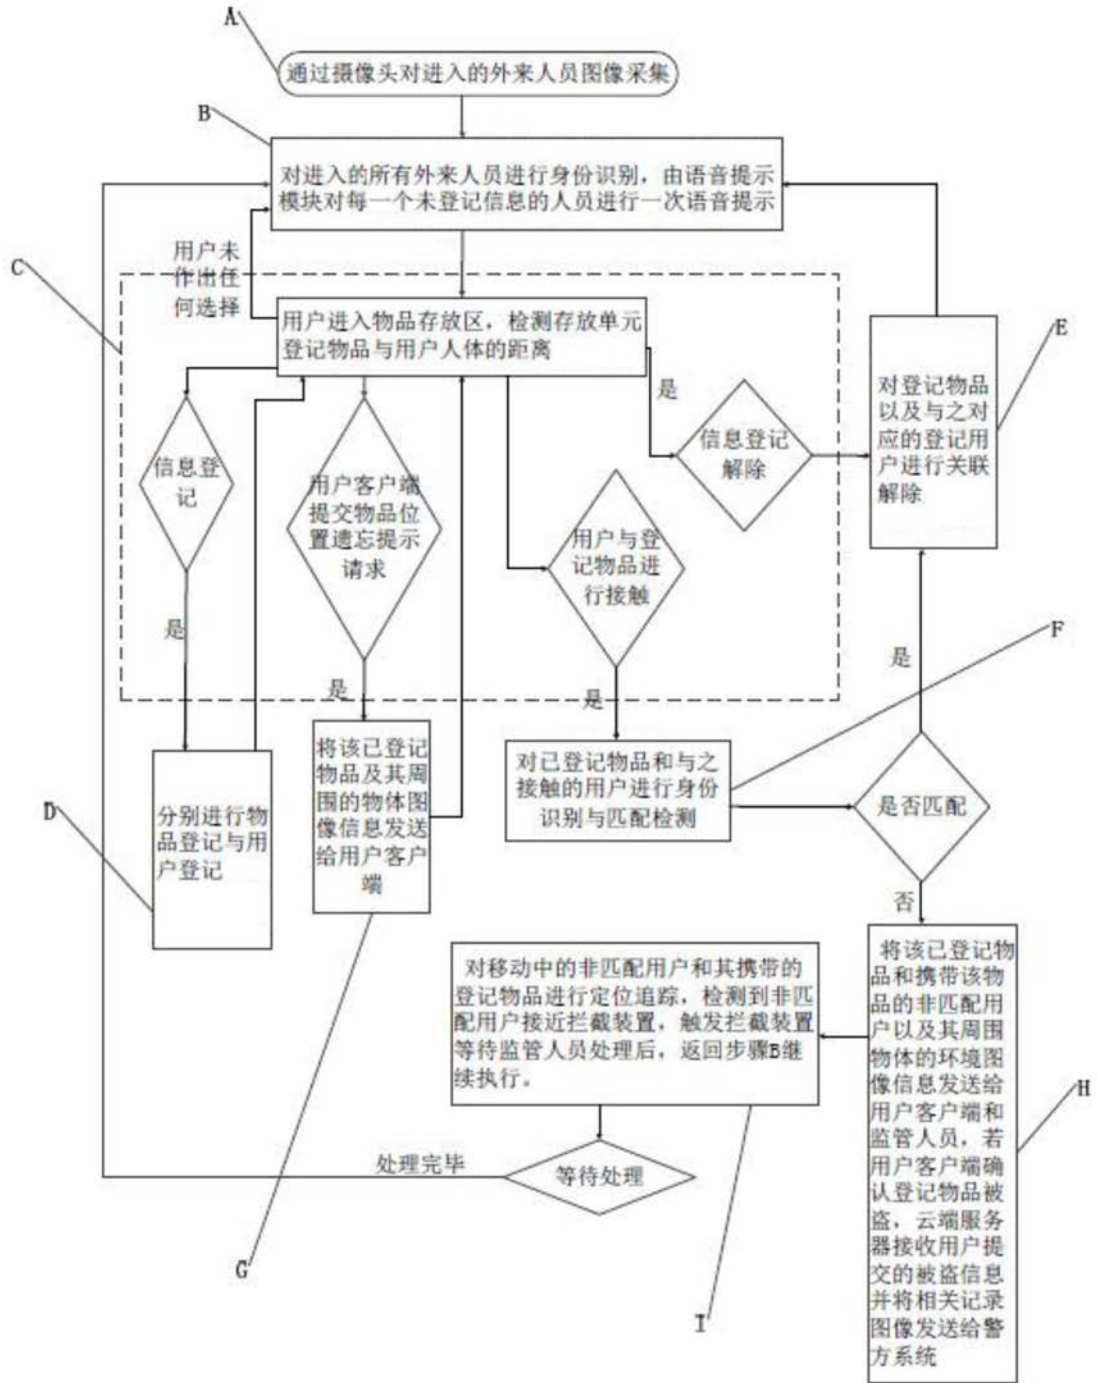 A
通过摄像头对进入的外来人员图像采集
B
对进入的所有外来人员进行身份识别，由语音提示
模块对每一个未登记信息的人员进行一次语音提示
用户未
作出任
何选择
C
用户进入物品存放区，检测存放单元
登记物品与用户人体的距离
E
对登记物品
以及与之对
应的登记用
户进行关联
解除
是
信息登记
解除
信息登
记
用户客户端
提交物品位
置遗忘提示
请求
用户与登
记物品进
行接触
是
是
是
是
F
将该已登记
物品及其周
围的物体图
像信息发送
给用户客户
端
对已登记物品和与之
接触的用户进行身份
识别与匹配检测
是否匹配
D
分别进行物
品登记与用
户登记
否
对移动中的非匹配用户和其携带的
登记物品进行定位追踪，检测到非匹
配用户接近拦截装置，触发拦截装置
等待监管人员处理后，返回步骤B继
续执行。
将该已登记物
品和携带该物
品的非匹配用
户以及其周围
物体的环境图
像信息发送给
用户客户端和
监管人员，若
用户客户端确
认登记物品被
盗，云端服务
器接收用户提
交的被盗信息
并将相关记录
图像发送给警
方系统
H
处理完毕
等待处理
G
I